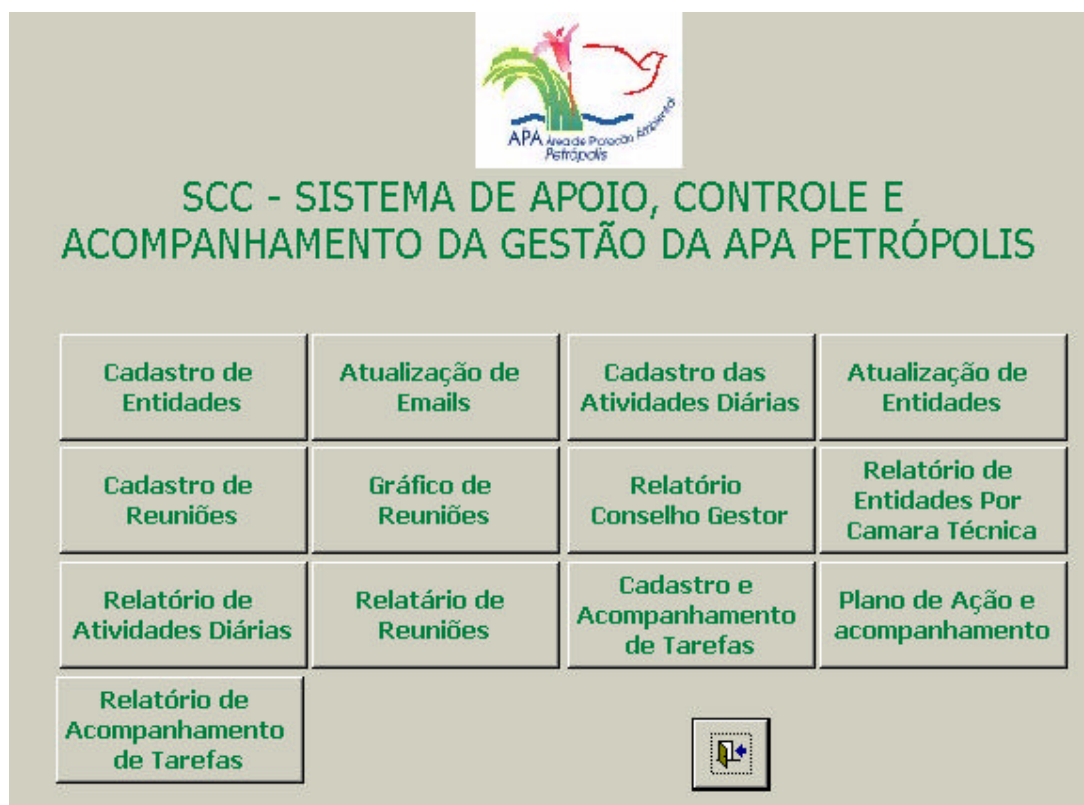 APA Área de Proteção Ambiental
Petrópolis
SCC - SISTEMA DE APOIO, CONTROLE E
ACOMPANHAMENTO DA GESTÃO DA APA PETRÓPOLIS
Cadastro de
Entidades
Atualização de
Emails
Cadastro das
Atividades Diárias
Atualização de
Entidades
Cadastro de
Reuniões
Gráfico de
Reuniões
Relatório
Conselho Gestor
Relatório de
Entidades Por
Camara Técnica
Relatório de
Atividades Diárias
Relatário de
Reuniões
Cadastro e
Acompanhamento
de Tarefas
Plano de Ação e
acompanhamento
Relatório de
Acompanhamento
de Tarefas